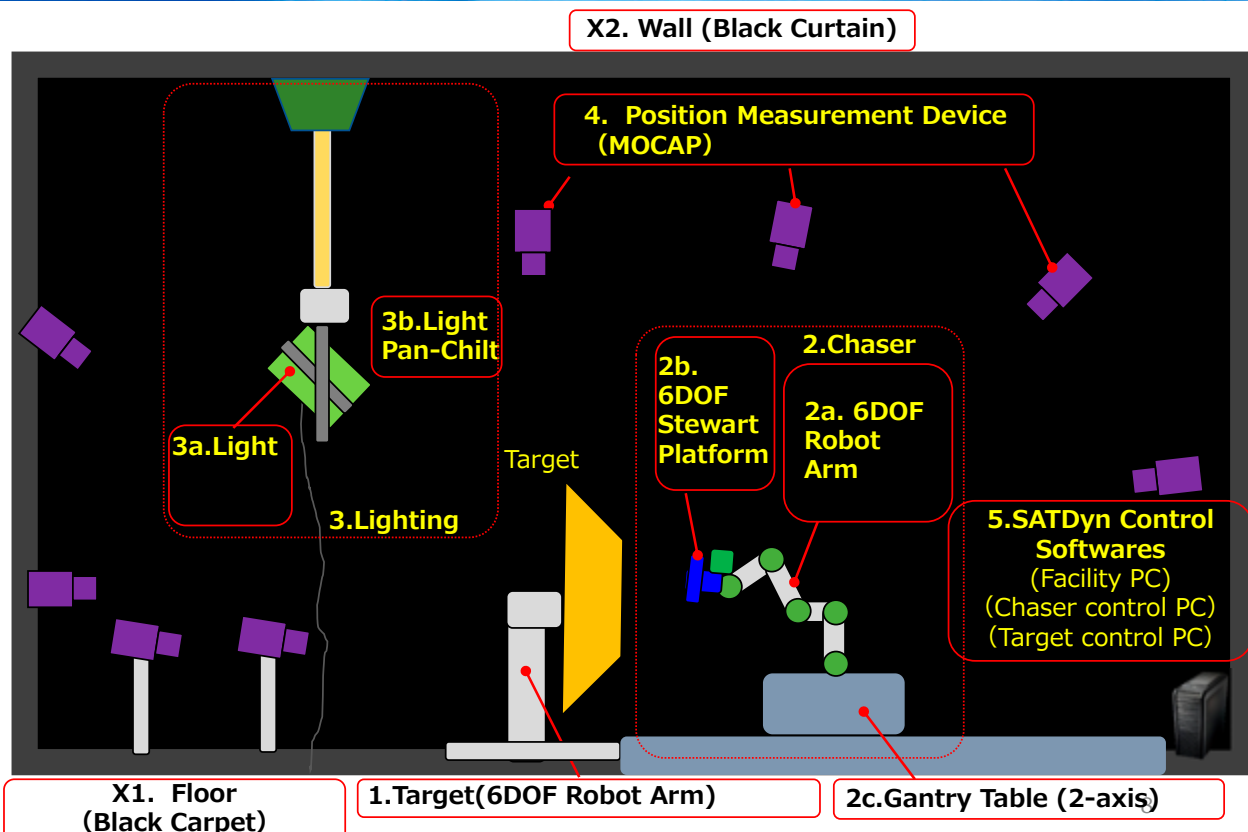 X2. Wall (Black Curtain)
4. Position Measurement Device
(MOCAP)
3b.Light
Pan-Chilt
2.Chaser
2b.
6DOF
Stewart
Platform
2a. 6DOF
Robot
Arm
3a.Light
Target
3.Lighting
5.SATDyn Control
Softwares
(Facility PC)
(Chaser control PC)
(Target control PC)
X1. Floor
(Black Carpet)
1.Target(6DOF Robot Arm)
2c.Gantry Table (2-axis)
8